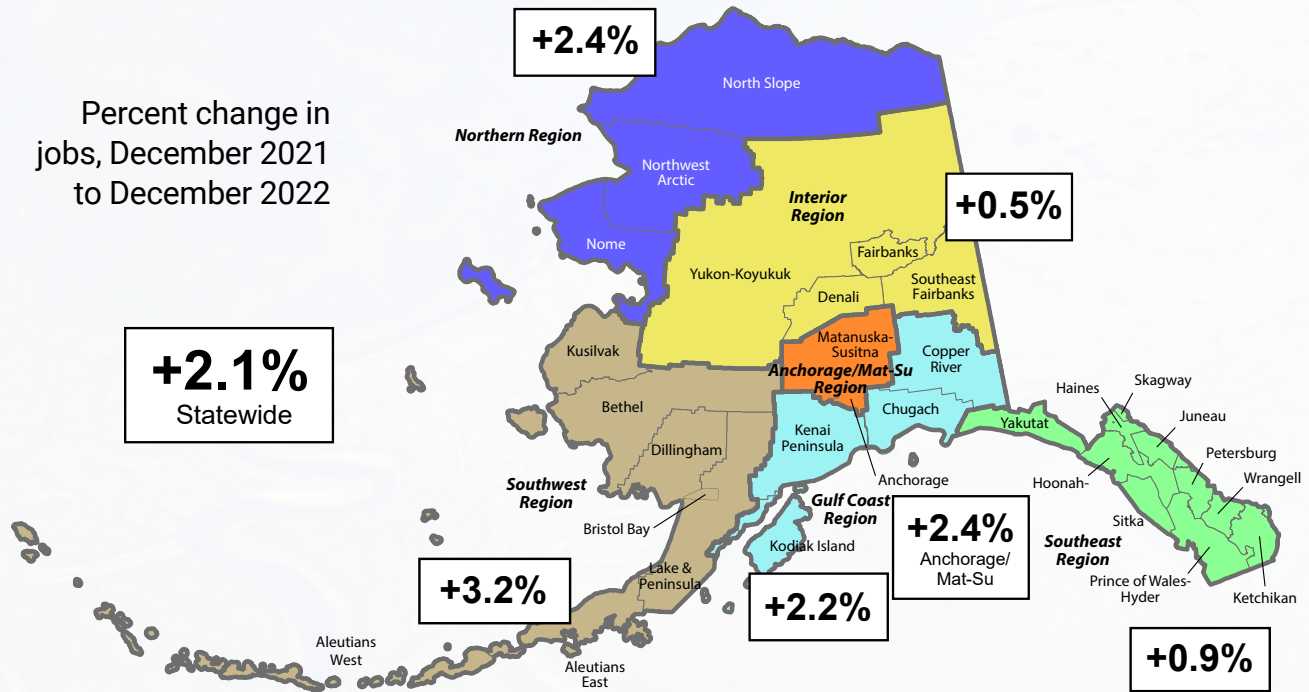 +2.4%
Percent change in
jobs, December 2021
to December 2022
North Slope
Northern Region
Northwest
Arctic
Nome
Interior
Region
+0.5%
Fairbanks
Yukon-Koyukuk
Southeast
Fairbanks
Denali
+2.1%
Statewide
Kusilvak
Matanuska-
Susitna
Anchorage/Mat-Su
Region
Copper
River
Bethel
Chugach
Kenai
Peninsula
Dillingham
Yakutat
Haines
Skagway
Juneau
Petersburg
Wrangell
Hoonah-
Sitka
Southeast
Region
Prince of Wales-
Hyder
Ketchikan
Anchorage
Southwest
Region
Bristol Bay
Gulf Coast
Region
Kodiak Island
+2.4%
Anchorage/
Mat-Su
Lake &
Peninsula
+3.2%
+2.2%
Aleutians
West
Aleutians
East
+0.9%